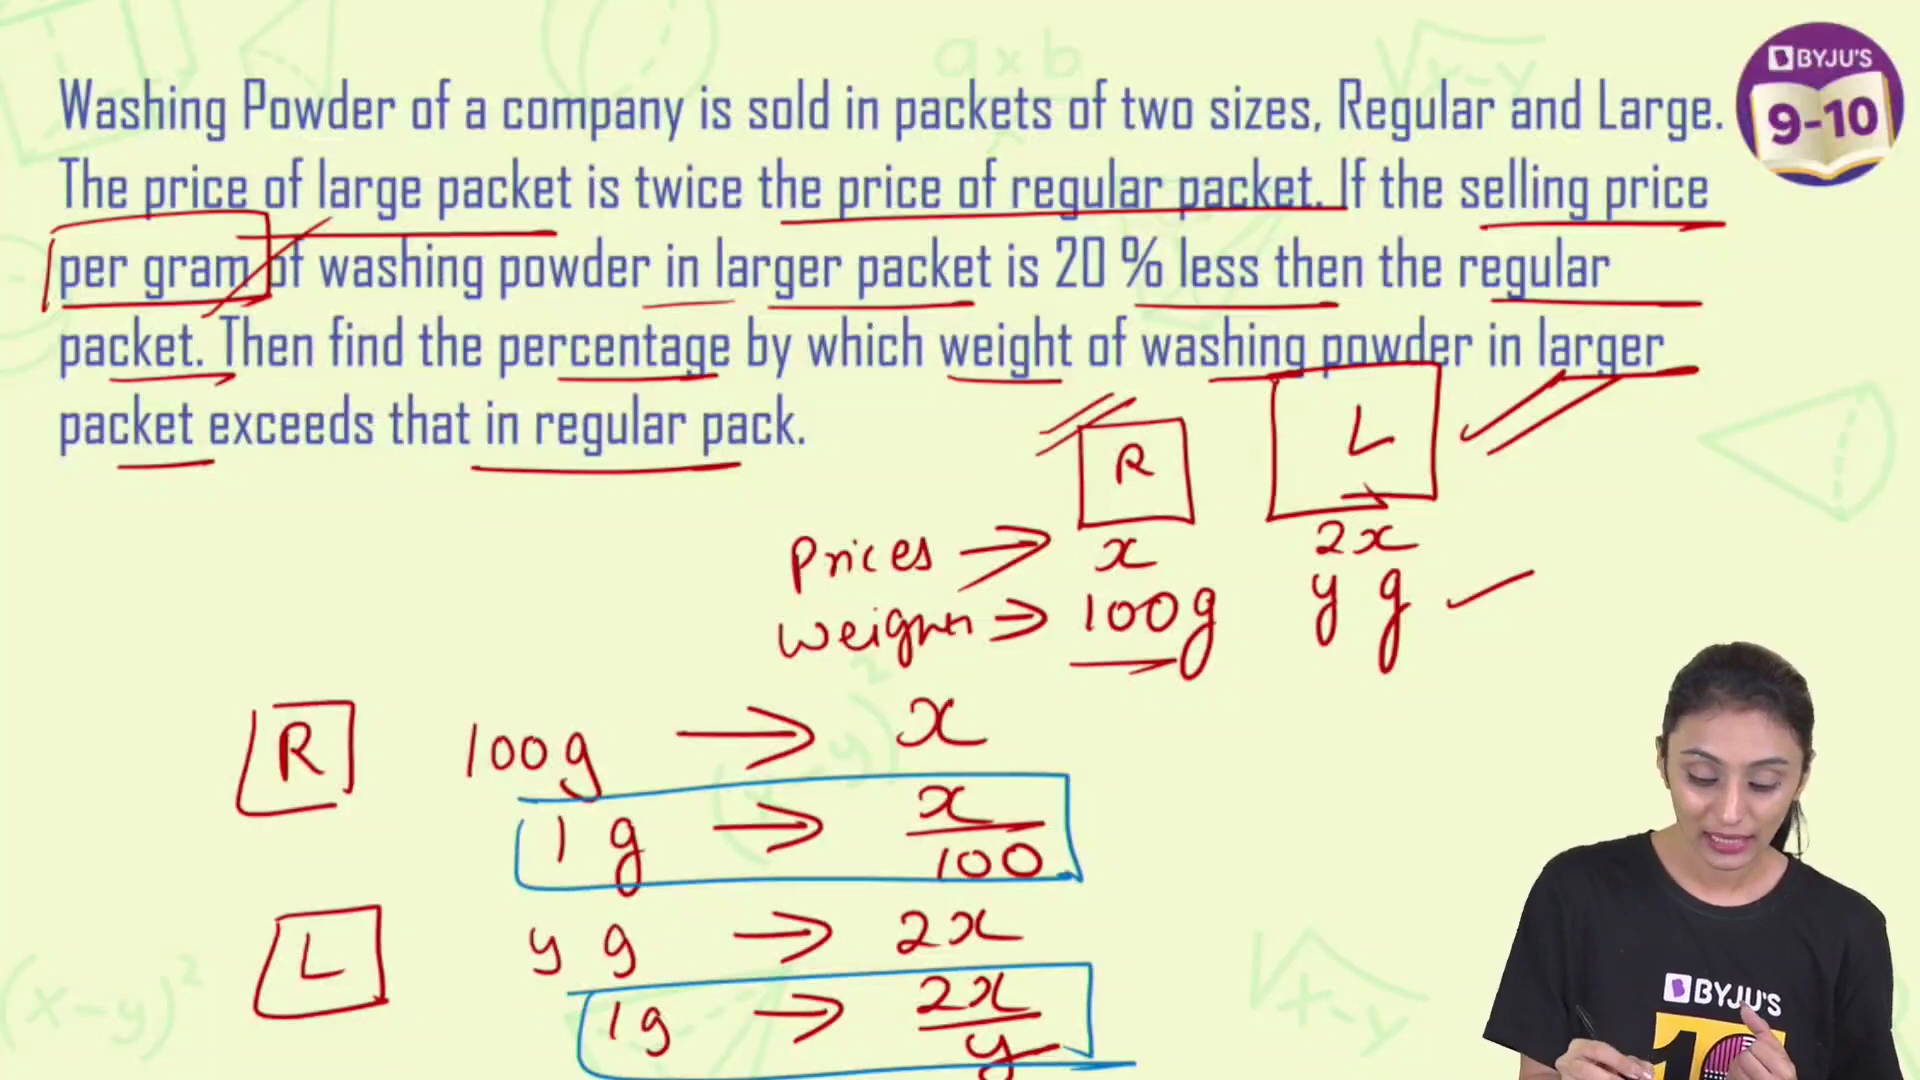 Washing Powder of a company is sold in packets of two sizes, Regular and Large.
The price of large packet is twice the price of regular packet. If the selling price
per gram of washing powder in larger packet is 20 % less then the regular
packet. Then find the percentage by which weight of washing powder in larger
packet exceeds that in regular pack.
BYJU'S
9-10
a x b
√x-y
R L
Prices → x 2x
→ 100g y g
R 100g → x
1 g → x/100
L y g → 2x
1g → 2x/y
(x-y)²
(x-y)²
√x-y
BYJU'S
10